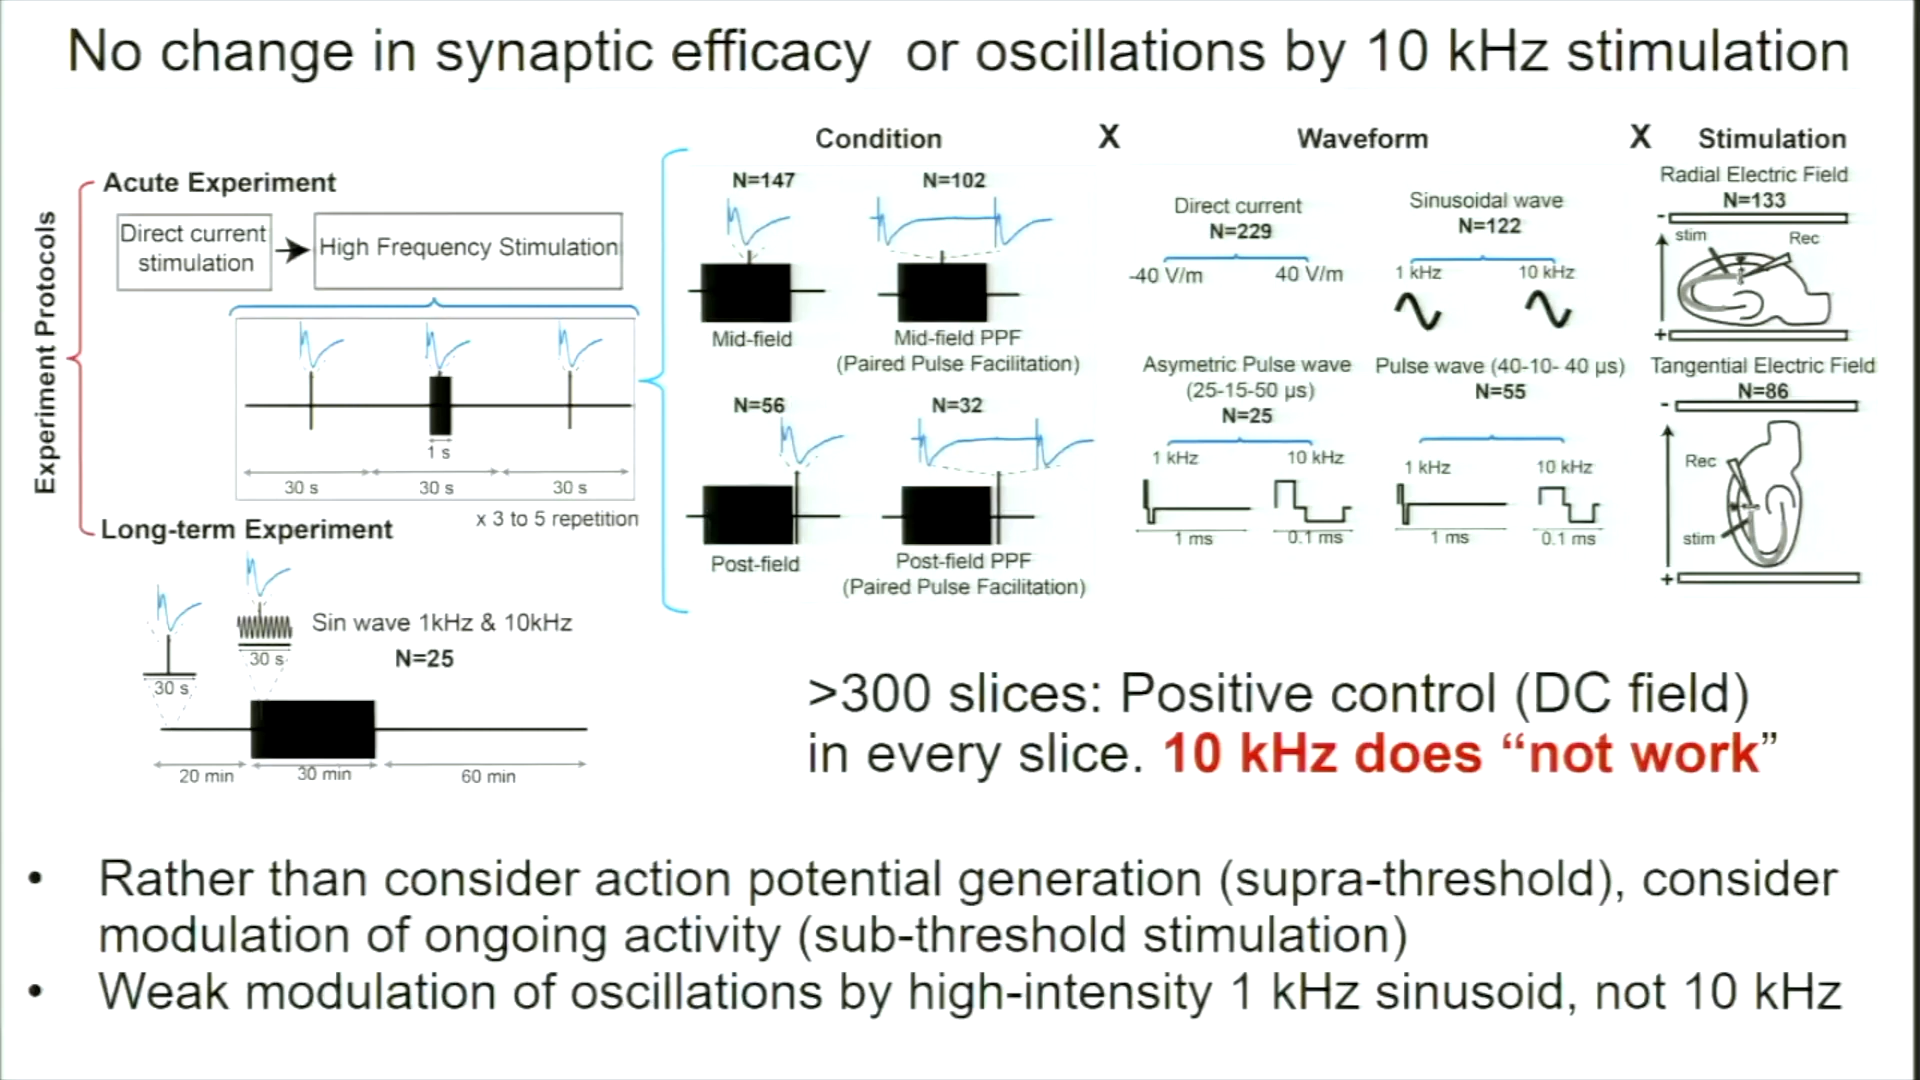 No change in synaptic efficacy or oscillations by 10 kHz stimulation
Experiment Protocols
Acute Experiment
Direct current
stimulation
High Frequency Stimulation
1 s
30 s
30 s
30 s
x 3 to 5 repetition
Long-term Experiment
Sin wave 1kHz & 10kHz
N=25
30 s
30 s
20 min
30 min
60 min
Condition
N=147
Mid-field
N=102
Mid-field PPF
(Paired Pulse Facilitation)
N=56
Post-field
N=32
Post-field PPF
(Paired Pulse Facilitation)
X
Waveform
Direct current
N=229
-40 V/m
40 V/m
Sinusoidal wave
N=122
1 kHz
10 kHz
Asymetric Pulse wave
(25-15-50 µs)
N=25
1 kHz
10 kHz
1 ms
0.1 ms
Pulse wave (40-10- 40 µs)
N=55
1 kHz
10 kHz
1 ms
0.1 ms
X
Stimulation
Radial Electric Field
N=133
-
stim
Rec
+
Tangential Electric Field
N=86
-
Rec
stim
+
>300 slices: Positive control (DC field)
in every slice. 10 kHz does “not work”
• Rather than consider action potential generation (supra-threshold), consider
modulation of ongoing activity (sub-threshold stimulation)
• Weak modulation of oscillations by high-intensity 1 kHz sinusoid, not 10 kHz